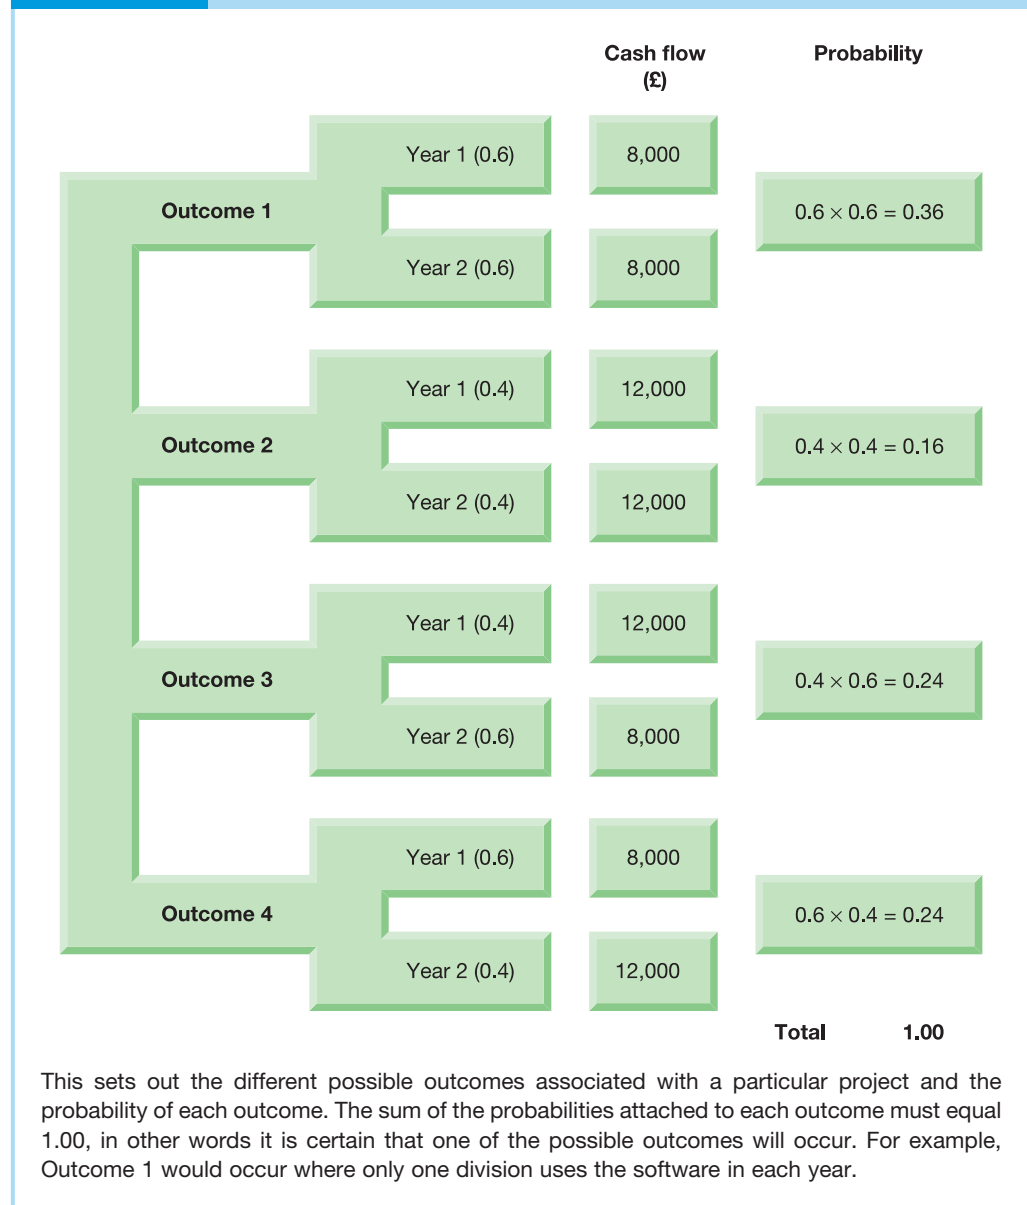 Cash flow Probability
(£)
Year 1 (0.6) 8,000
Outcome 1 0.6 × 0.6 = 0.36
Year 2 (0.6) 8,000
Year 1 (0.4) 12,000
Outcome 2 0.4 × 0.4 = 0.16
Year 2 (0.4) 12,000
Year 1 (0.4) 12,000
Outcome 3 0.4 × 0.6 = 0.24
Year 2 (0.6) 8,000
Year 1 (0.6) 8,000
Outcome 4 0.6 × 0.4 = 0.24
Year 2 (0.4) 12,000
Total 1.00
This sets out the different possible outcomes associated with a particular project and the
probability of each outcome. The sum of the probabilities attached to each outcome must equal
1.00, in other words it is certain that one of the possible outcomes will occur. For example,
Outcome 1 would occur where only one division uses the software in each year.